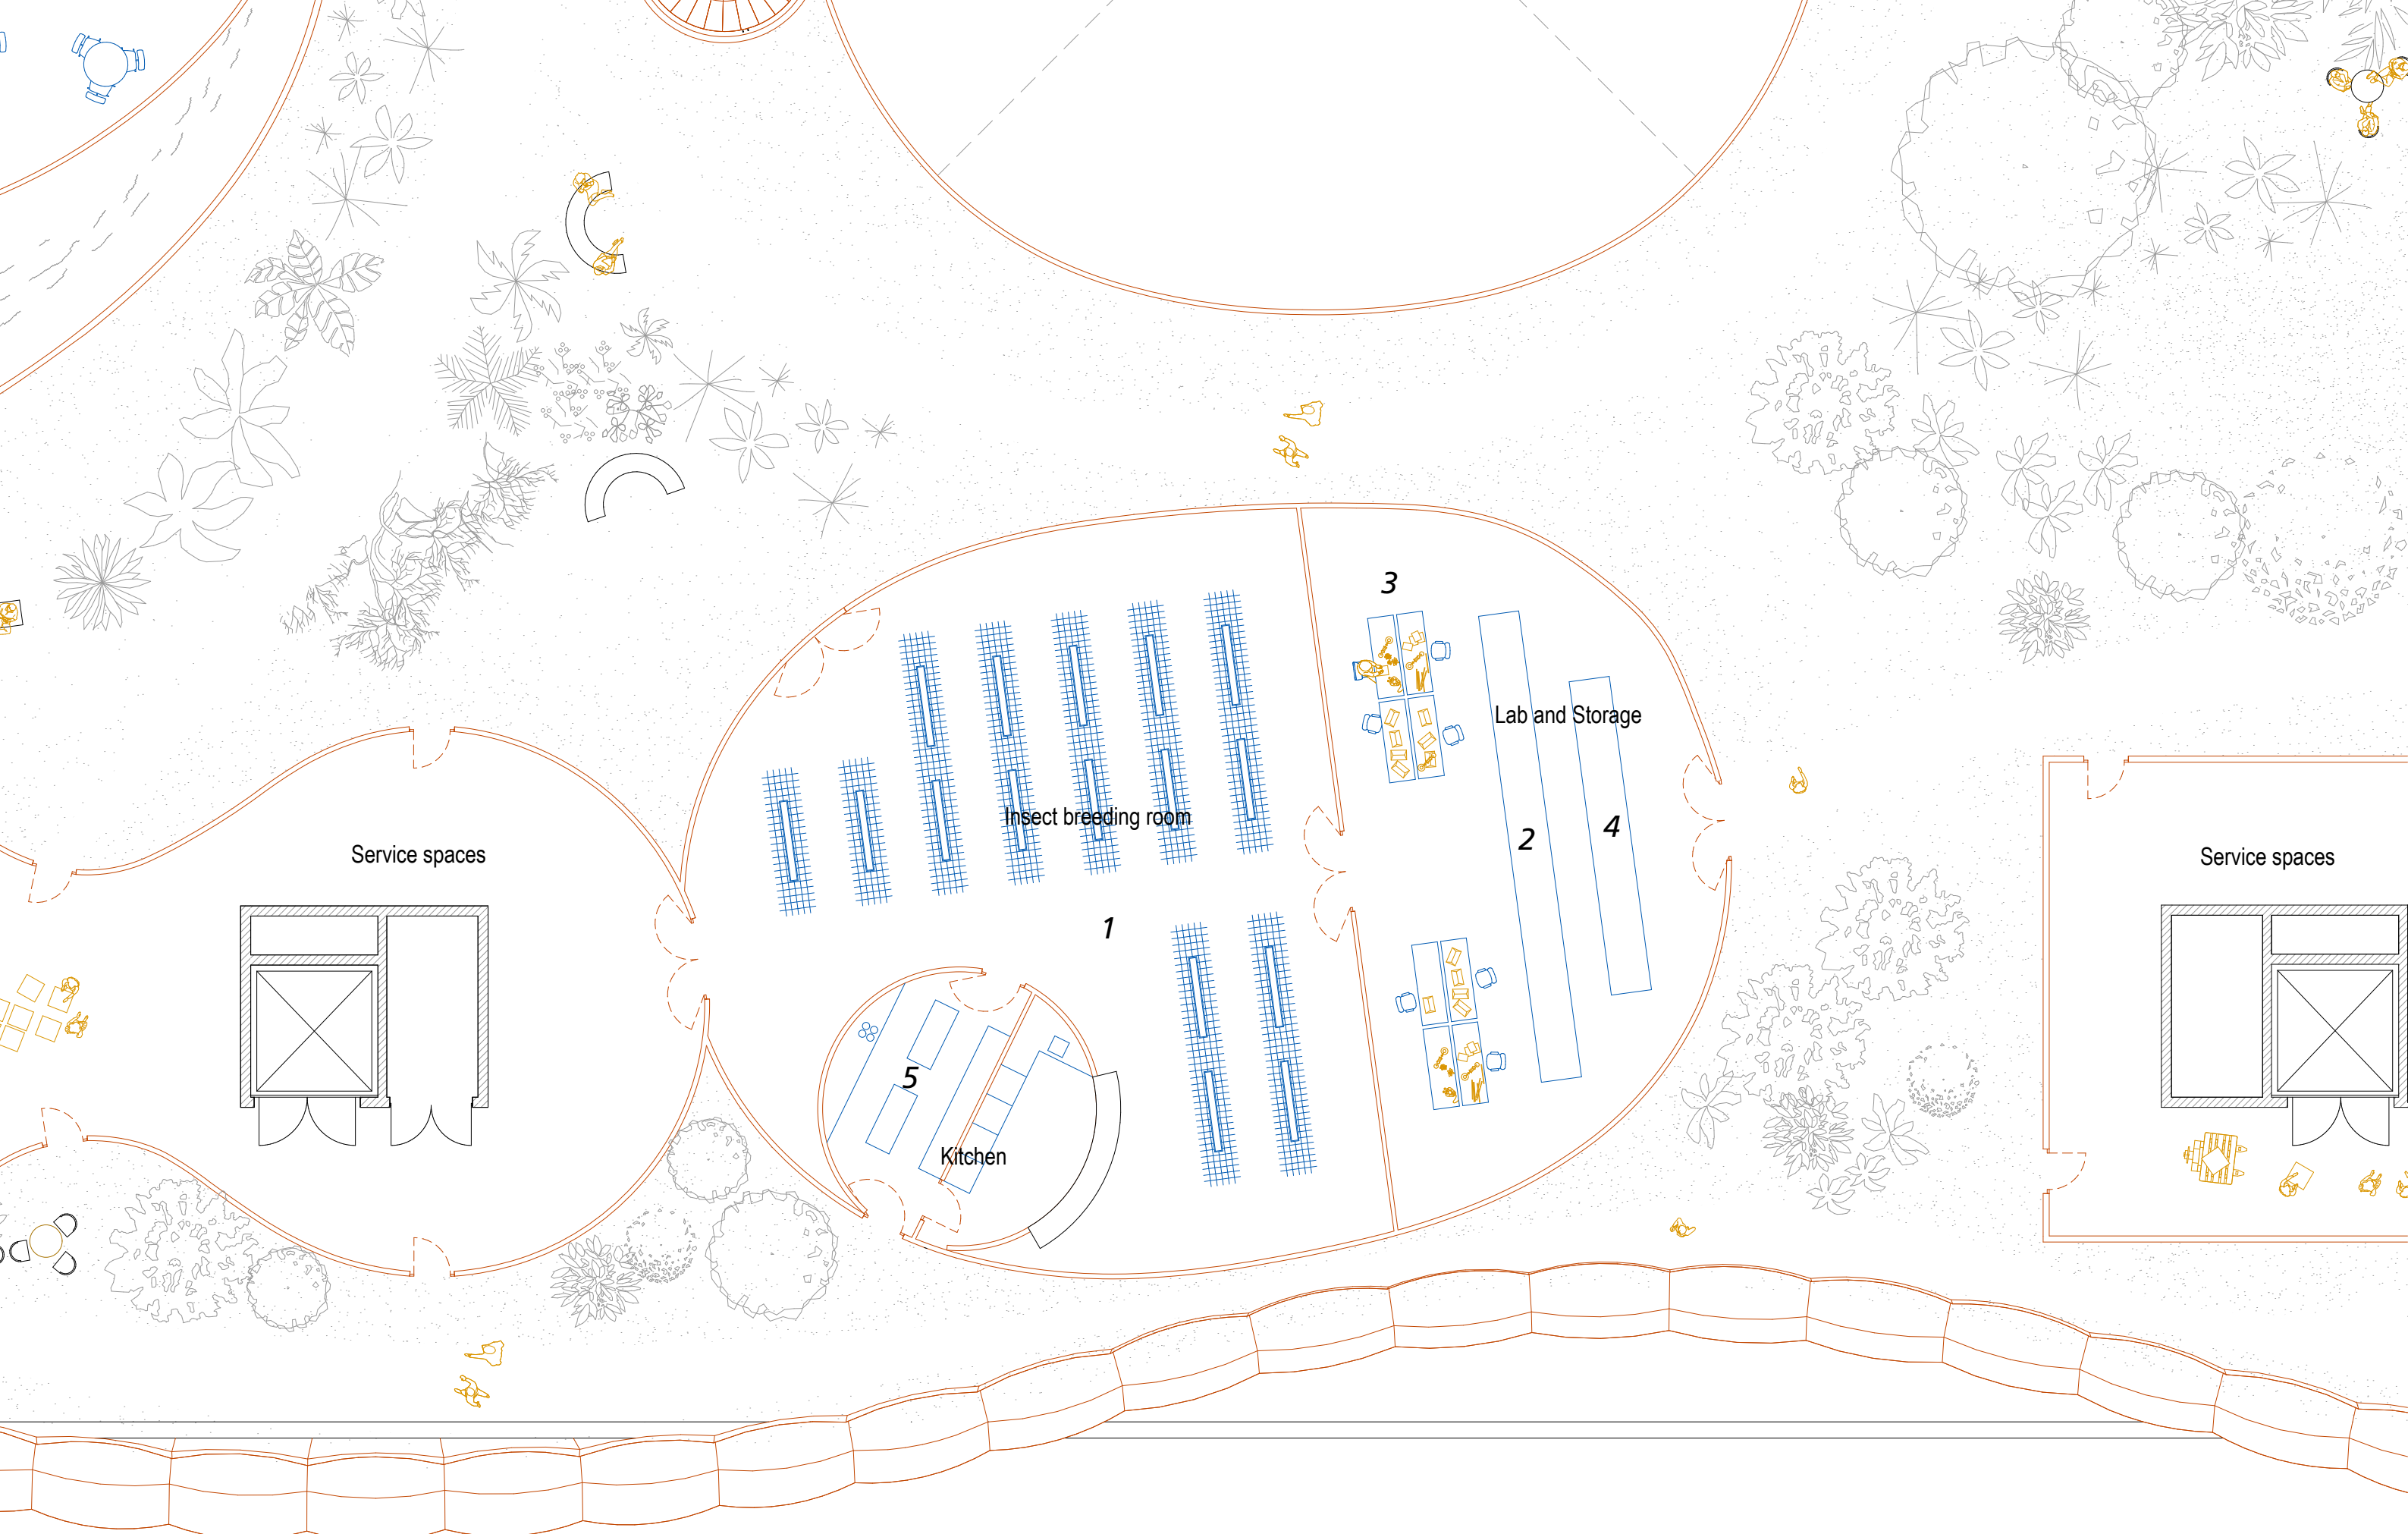 3
Lab and Storage
Insect breeding room
2
4
Service spaces
Service spaces
1
5
Kitchen